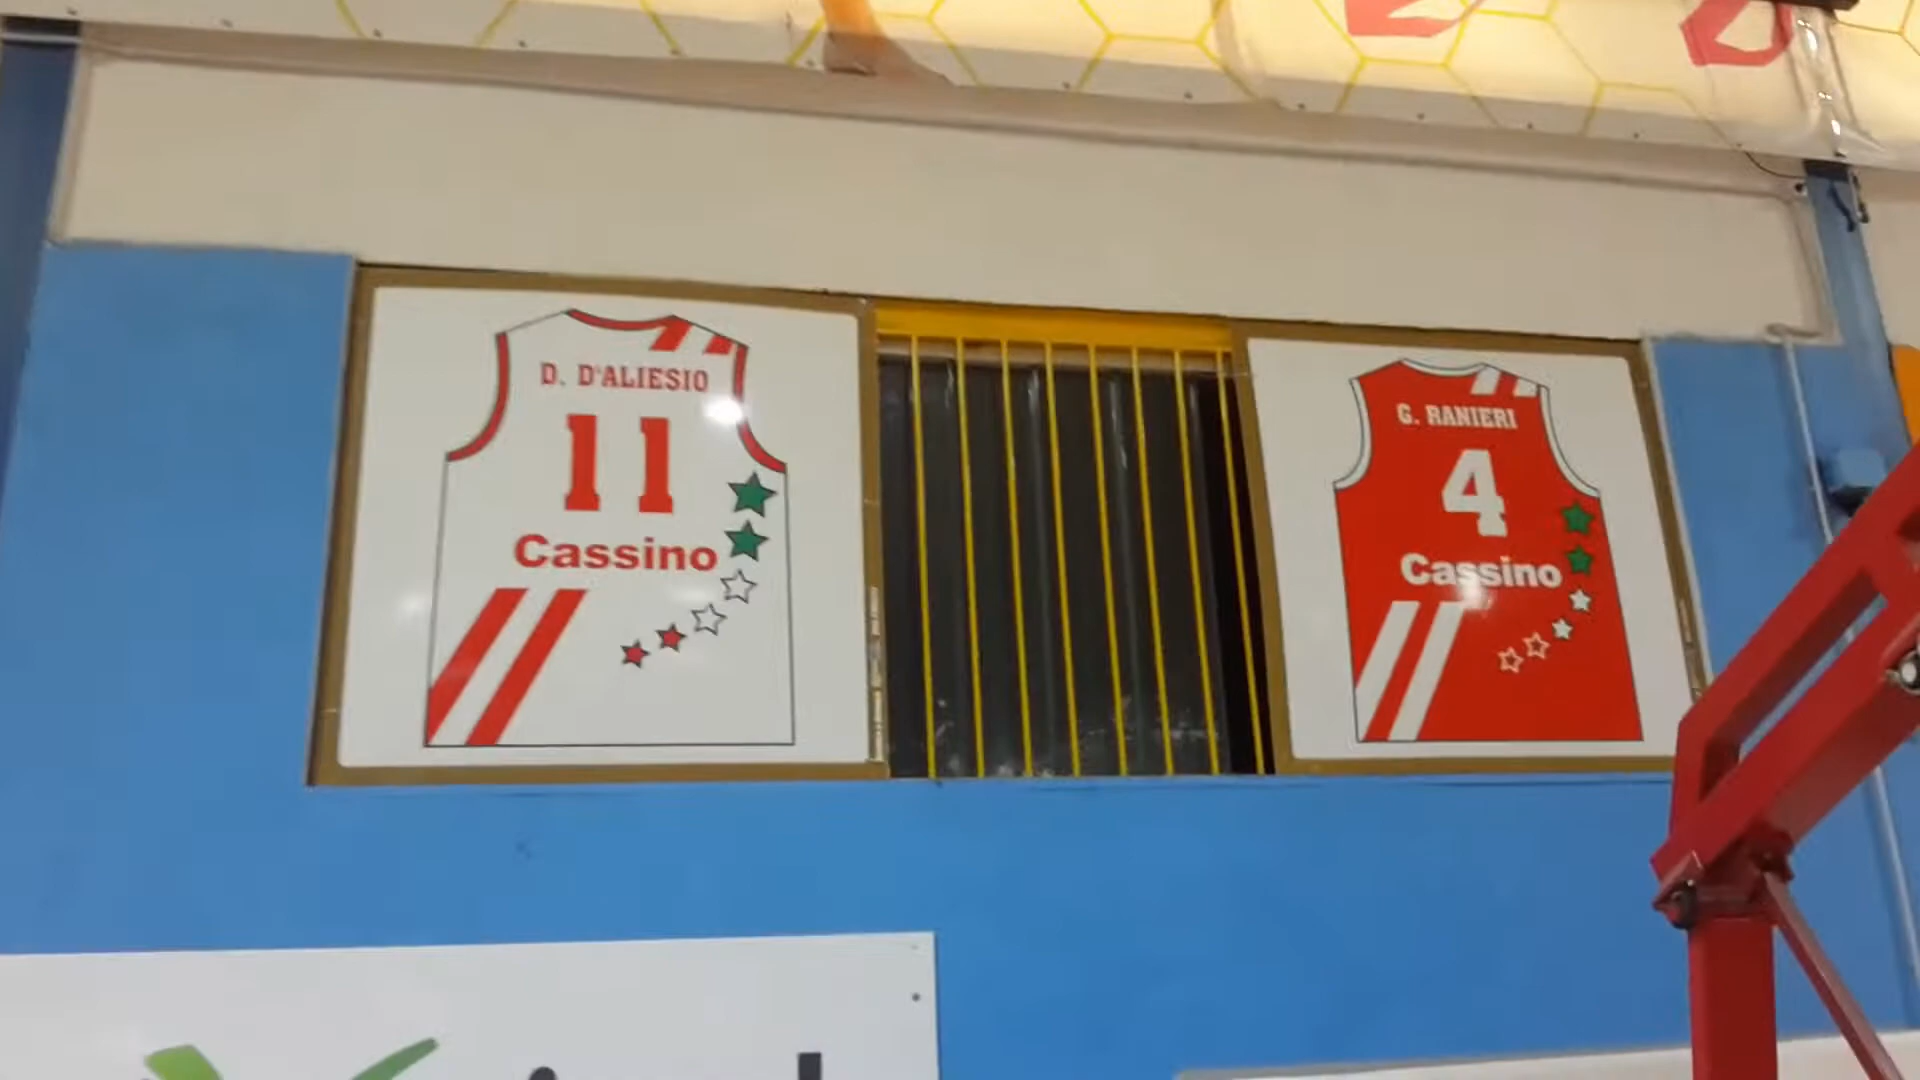 D. D'ALIESIO
11
Cassino
G. RANIERI
4
Cassino